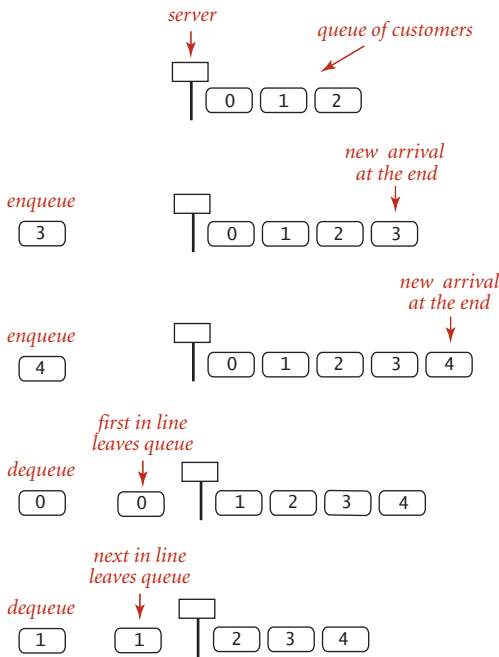 server
queue of customers
0 1 2
new arrival
at the end
enqueue
3
0 1 2 3
new arrival
at the end
enqueue
4
0 1 2 3 4
first in line
leaves queue
dequeue
0
0
1 2 3 4
next in line
leaves queue
dequeue
1
1
2 3 4